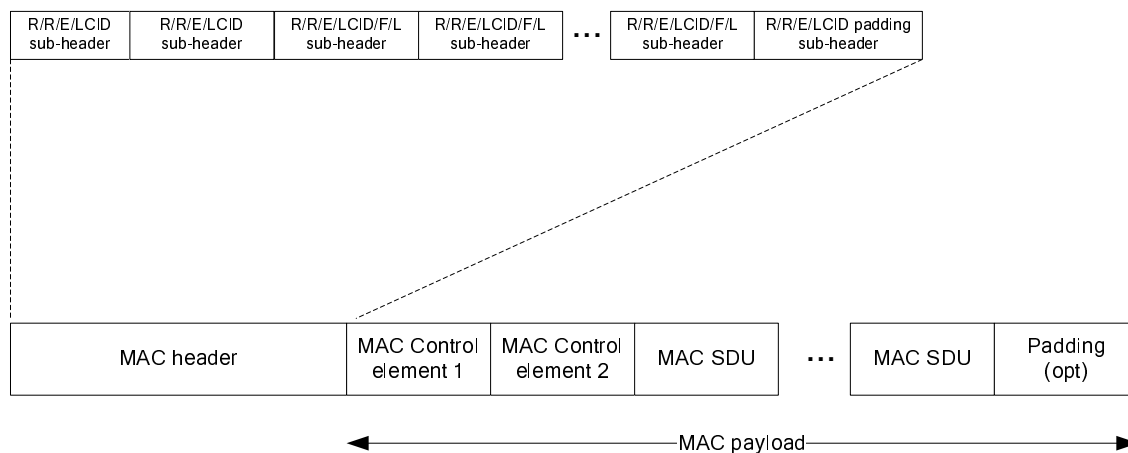 R/R/E/LCID
sub-header
R/R/E/LCID
sub-header
R/R/E/LCID/F/L
sub-header
R/R/E/LCID/F/L
sub-header
...
R/R/E/LCID/F/L
sub-header
R/R/E/LCID padding
sub-header
MAC header
MAC Control
element 1
MAC Control
element 2
MAC SDU
...
MAC SDU
Padding
(opt)
MAC payload